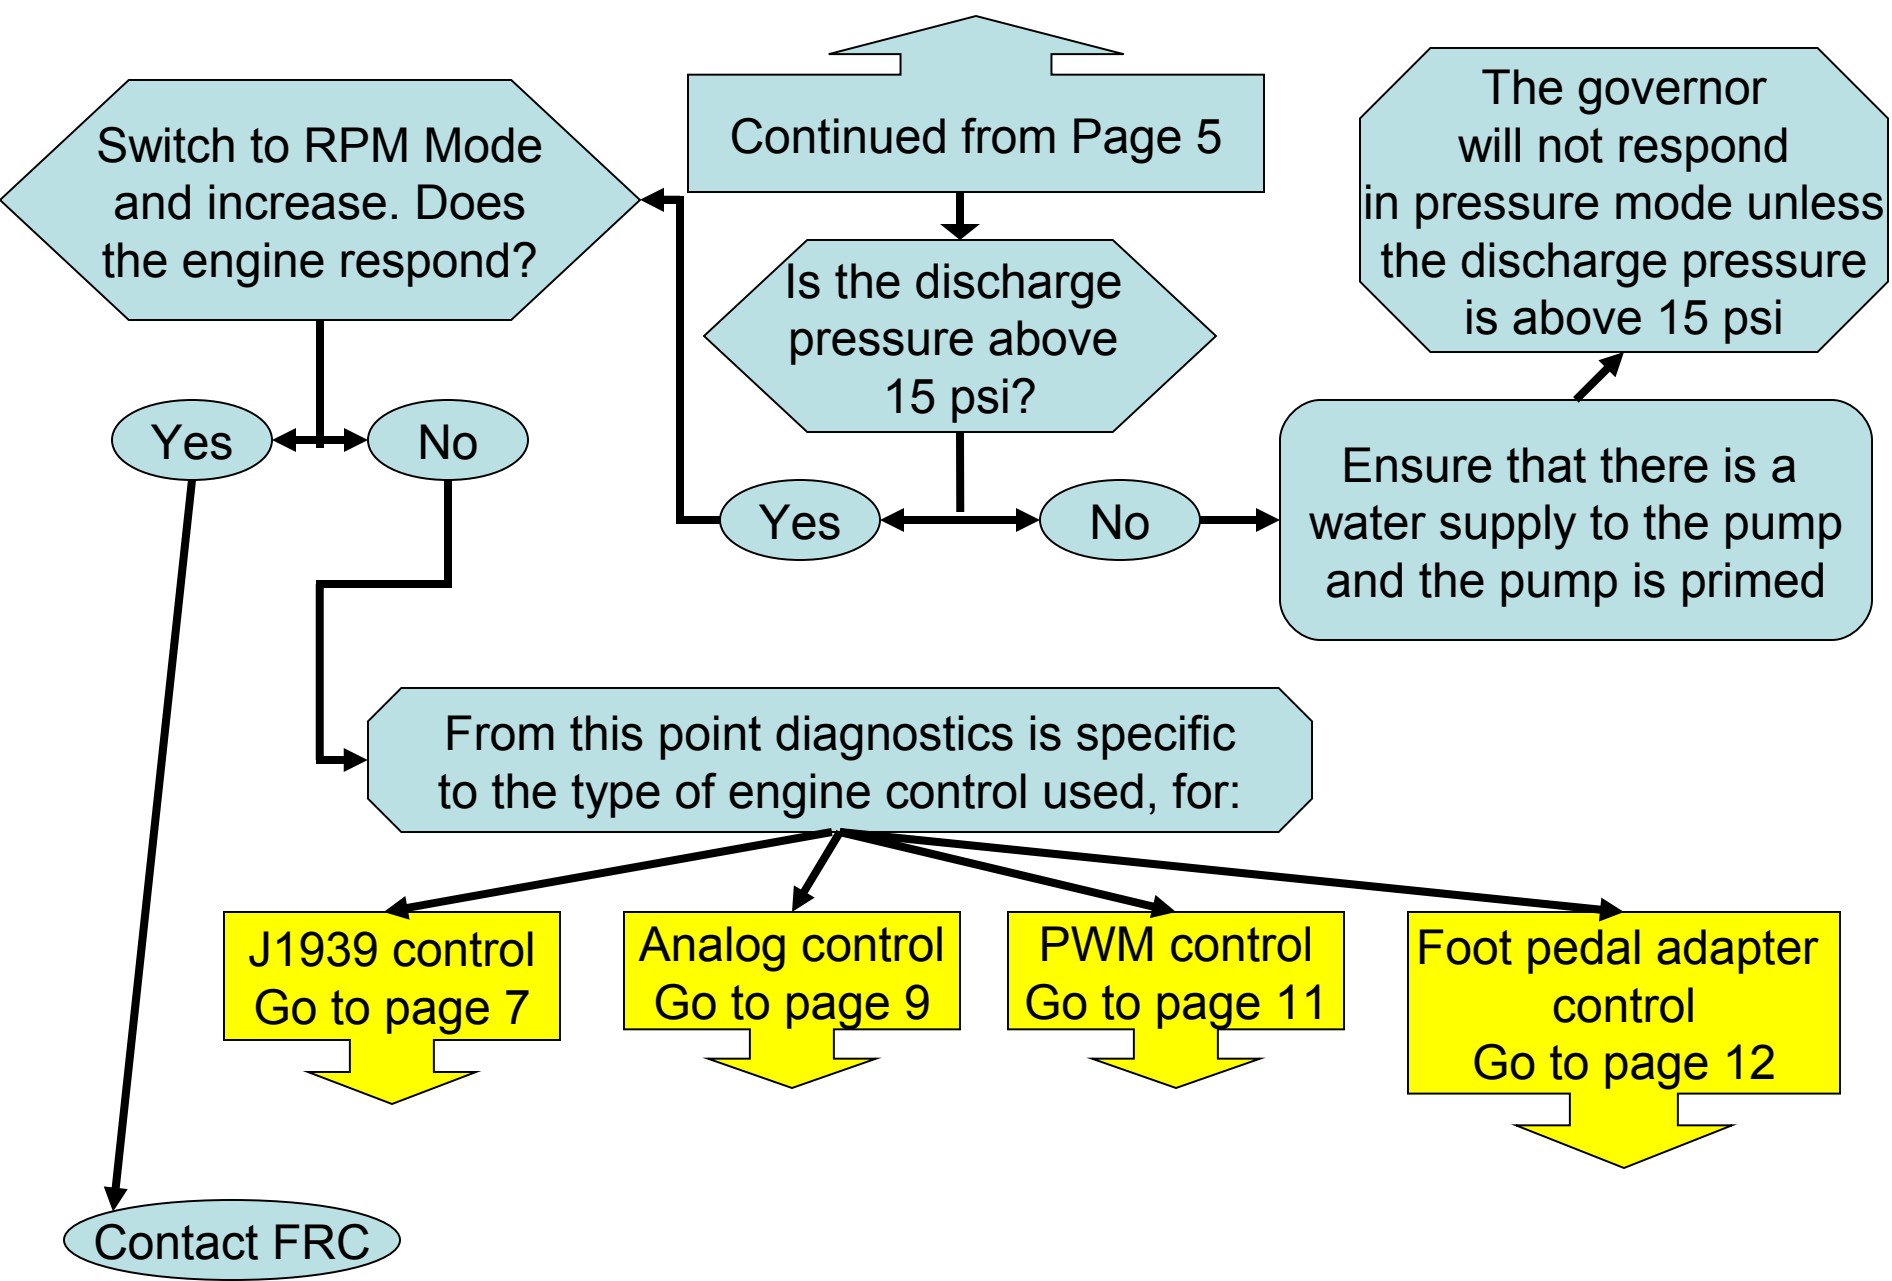 Continued from Page 5
Switch to RPM Mode
and increase. Does
the engine respond?
Is the discharge
pressure above
15 psi?
The governor
will not respond
in pressure mode unless
the discharge pressure
is above 15 psi
Yes
No
Yes
No
Ensure that there is a
water supply to the pump
and the pump is primed
From this point diagnostics is specific
to the type of engine control used, for:
J1939 control
Go to page 7
Analog control
Go to page 9
PWM control
Go to page 11
Foot pedal adapter
control
Go to page 12
Contact FRC